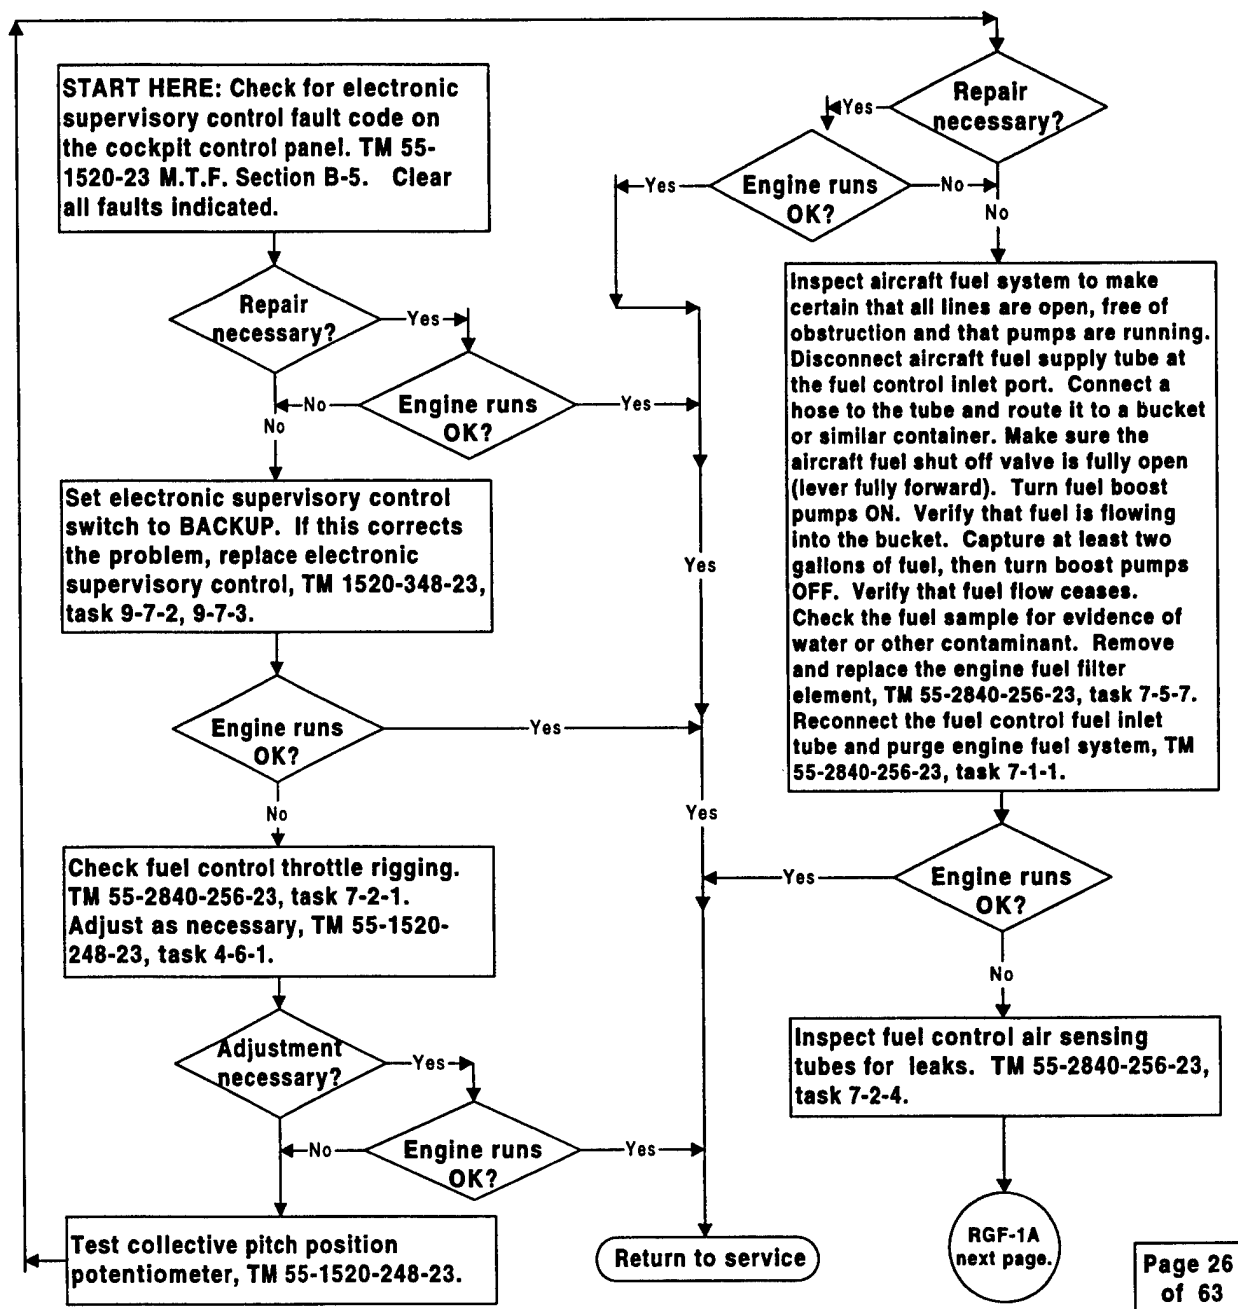 START HERE: Check for electronic
supervisory control fault code on
the cockpit control panel. TM 55-
1520-23 M.T.F. Section B-5. Clear
all faults indicated.
Repair
necessary?
Yes
Engine runs
OK?
No
Yes
No
Set electronic supervisory control
switch to BACKUP. If this corrects
the problem, replace electronic
supervisory control, TM 1520-348-23,
task 9-7-2, 9-7-3.
Engine runs
OK?
Yes
No
Check fuel control throttle rigging.
TM 55-2840-256-23, task 7-2-1.
Adjust as necessary, TM 55-1520-
248-23, task 4-6-1.
Adjustment
necessary?
Yes
Engine runs
OK?
No
Yes
Test collective pitch position
potentiometer, TM 55-1520-248-23.
Repair
necessary?
Yes
Engine runs
OK?
Yes
No
No
Yes
Yes
Inspect aircraft fuel system to make
certain that all lines are open, free of
obstruction and that pumps are running.
Disconnect aircraft fuel supply tube at
the fuel control inlet port. Connect a
hose to the tube and route it to a bucket
or similar container. Make sure the
aircraft fuel shut off valve is fully open
(lever fully forward). Turn fuel boost
pumps ON. Verify that fuel is flowing
into the bucket. Capture at least two
gallons of fuel, then turn boost pumps
OFF. Verify that fuel flow ceases.
Check the fuel sample for evidence of
water or other contaminant. Remove
and replace the engine fuel filter
element, TM 55-2840-256-23, task 7-5-7.
Reconnect the fuel control fuel inlet
tube and purge engine fuel system, TM
55-2840-256-23, task 7-1-1.
Engine runs
OK?
Yes
No
Inspect fuel control air sensing
tubes for leaks. TM 55-2840-256-23,
task 7-2-4.
RGF-1A
next page.
Return to service
Page 26
of 63